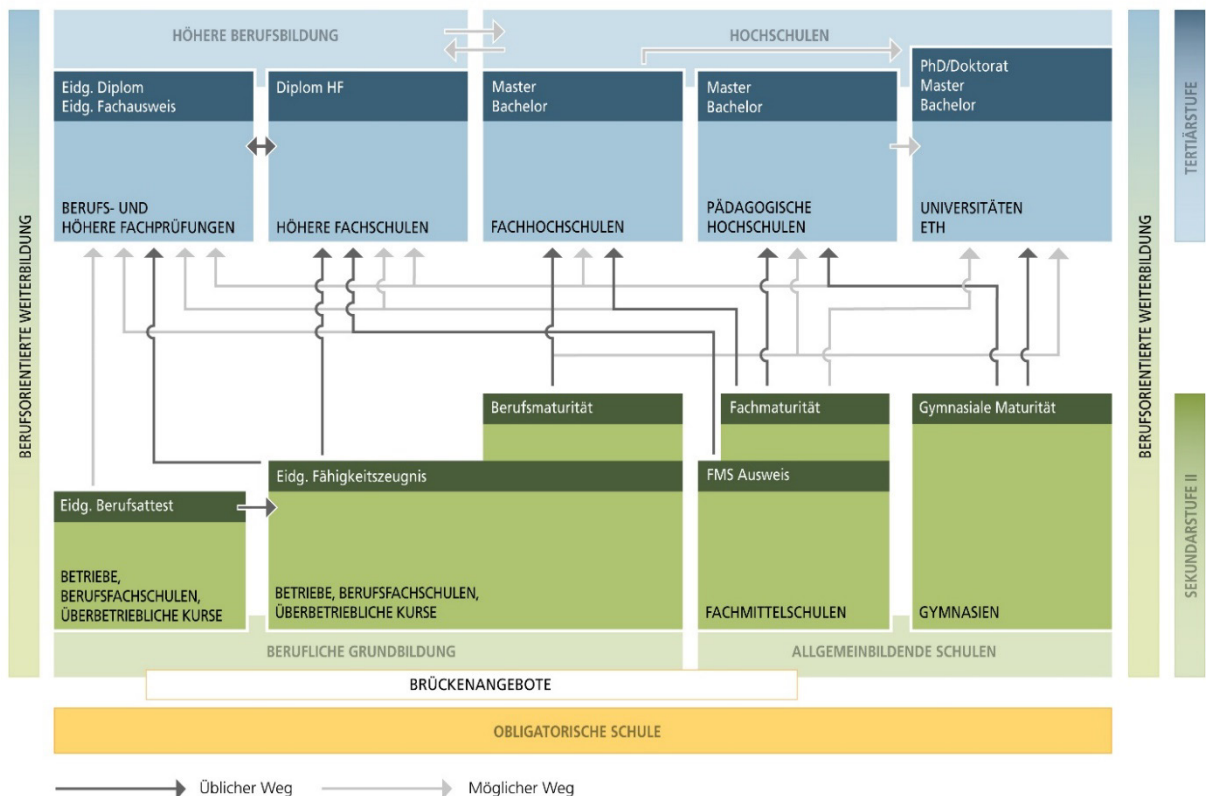 HÖHERE BERUFSBILDUNG
HOCHSCHULEN
Eidg. Diplom
Eidg. Fachausweis
BERUFS- UND
HÖHERE FACHPRÜFUNGEN
Diplom HF
HÖHERE FACHSCHULEN
Master
Bachelor
FACHHOCHSCHULEN
Master
Bachelor
PÄDAGOGISCHE
HOCHSCHULEN
PhD/Doktorat
Master
Bachelor
UNIVERSITÄTEN
ETH
BERUFSORIENTIERTE WEITERBILDUNG
BERUFSORIENTIERTE WEITERBILDUNG
TERTIÄRSTUFE
SEKUNDARSTUFE II
Berufsmaturität
Fachmaturität
Gymnasiale Maturität
Eidg. Fähigkeitszeugnis
FMS Ausweis
Eidg. Berufsattest
BETRIEBE,
BERUFSFACHSCHULEN,
ÜBERBETRIEBLICHE KURSE
BETRIEBE, BERUFSFACHSCHULEN,
ÜBERBETRIEBLICHE KURSE
FACHMITTELSCHULEN
GYMNASIEN
BERUFLICHE GRUNDBILDUNG
ALLGEMEINBILDENDE SCHULEN
BRÜCKENANGEBOTE
OBLIGATORISCHE SCHULE
Üblicher Weg
Möglicher Weg